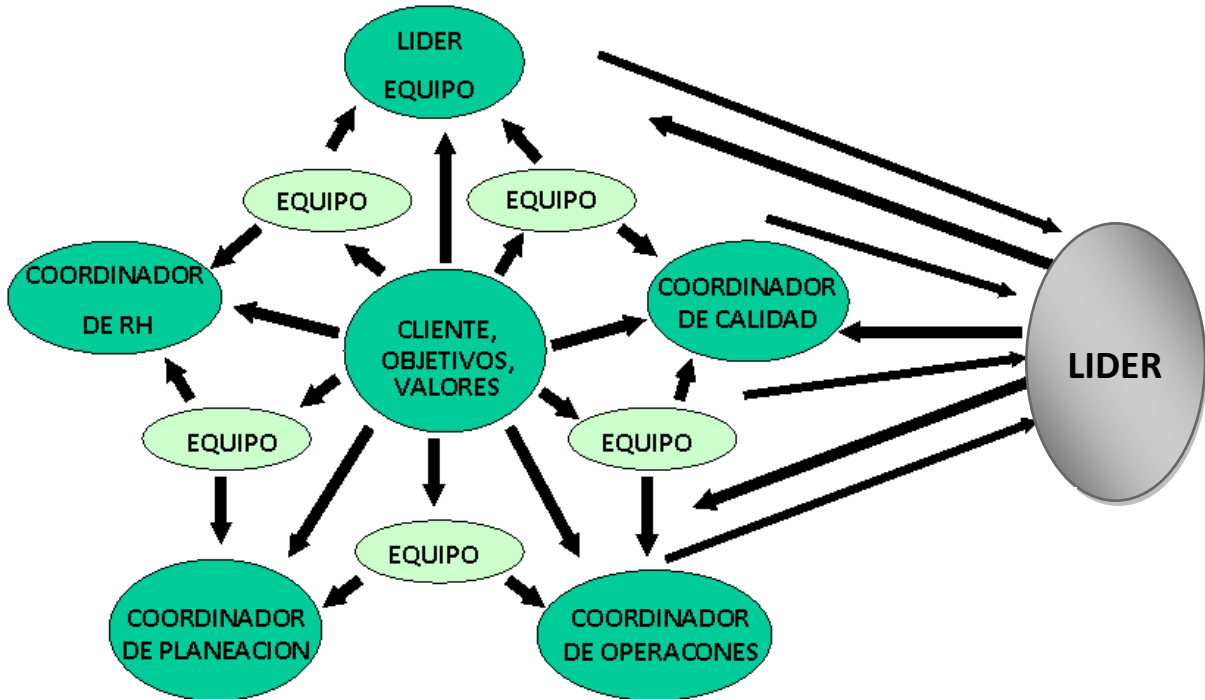 LIDER
EQUIPO
EQUIPO
EQUIPO
COORDINADOR
DE RH
CLIENTE,
OBJETIVOS,
VALORES
COORDINADOR
DE CALIDAD
LIDER
EQUIPO
EQUIPO
EQUIPO
COORDINADOR
DE PLANEACION
COORDINADOR
DE OPERACONES